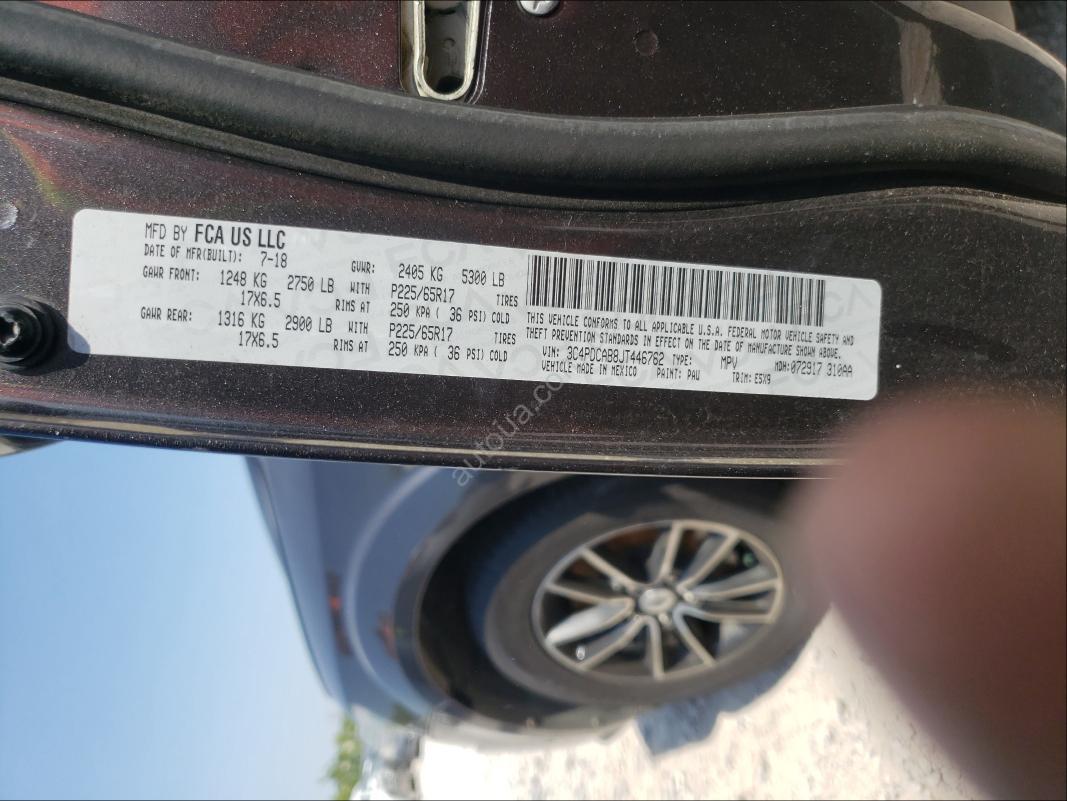 MFD BY FCA US LLC
DATE OF MFR(BUILT): 7-18 GVWR: 2405 KG 5300 LB
GAWR FRONT: 1248 KG 2750 LB WITH P225/65R17 TIRES
17X6.5 RIMS AT 250 KPA ( 36 PSI) COLD
GAWR REAR: 1316 KG 2900 LB WITH P225/65R17 TIRES
17X6.5 RIMS AT 250 KPA ( 36 PSI) COLD
THIS VEHICLE CONFORMS TO ALL APPLICABLE U.S.A. FEDERAL MOTOR VEHICLE SAFETY AND
THEFT PREVENTION STANDARDS IN EFFECT ON THE DATE OF MANUFACTURE SHOWN ABOVE.
VIN: 3C4PDCAB8JT446762 TYPE: MPV MDH:072917 310AA
VEHICLE MADE IN MEXICO PAINT: PAU TRIM: E5X9
autoua.co